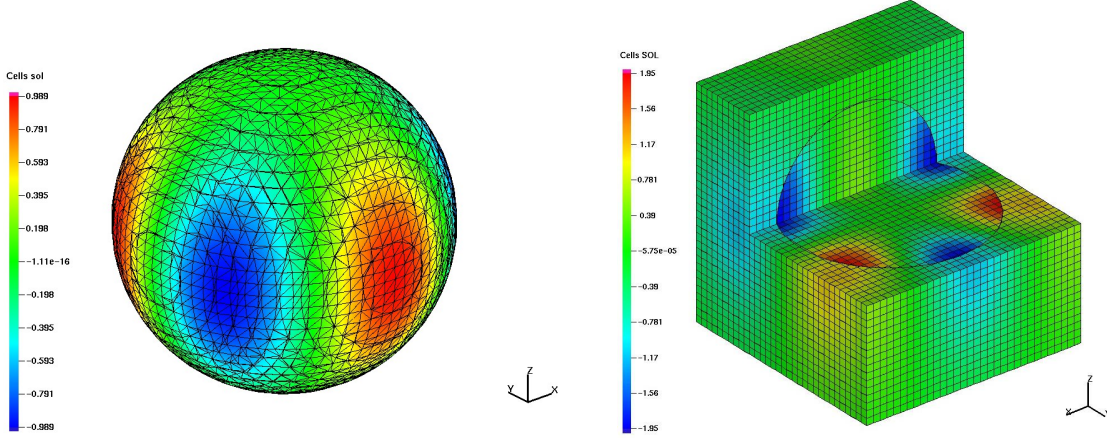 Cells sol
0.989
0.791
0.593
0.395
0.198
-1.11e-16
-0.198
-0.395
-0.593
-0.791
-0.989
Y
Z
X
Cells SOL
1.95
1.56
1.17
0.781
0.39
-5.75e-05
-0.39
-0.781
-1.17
-1.56
-1.95
X
Z
Y